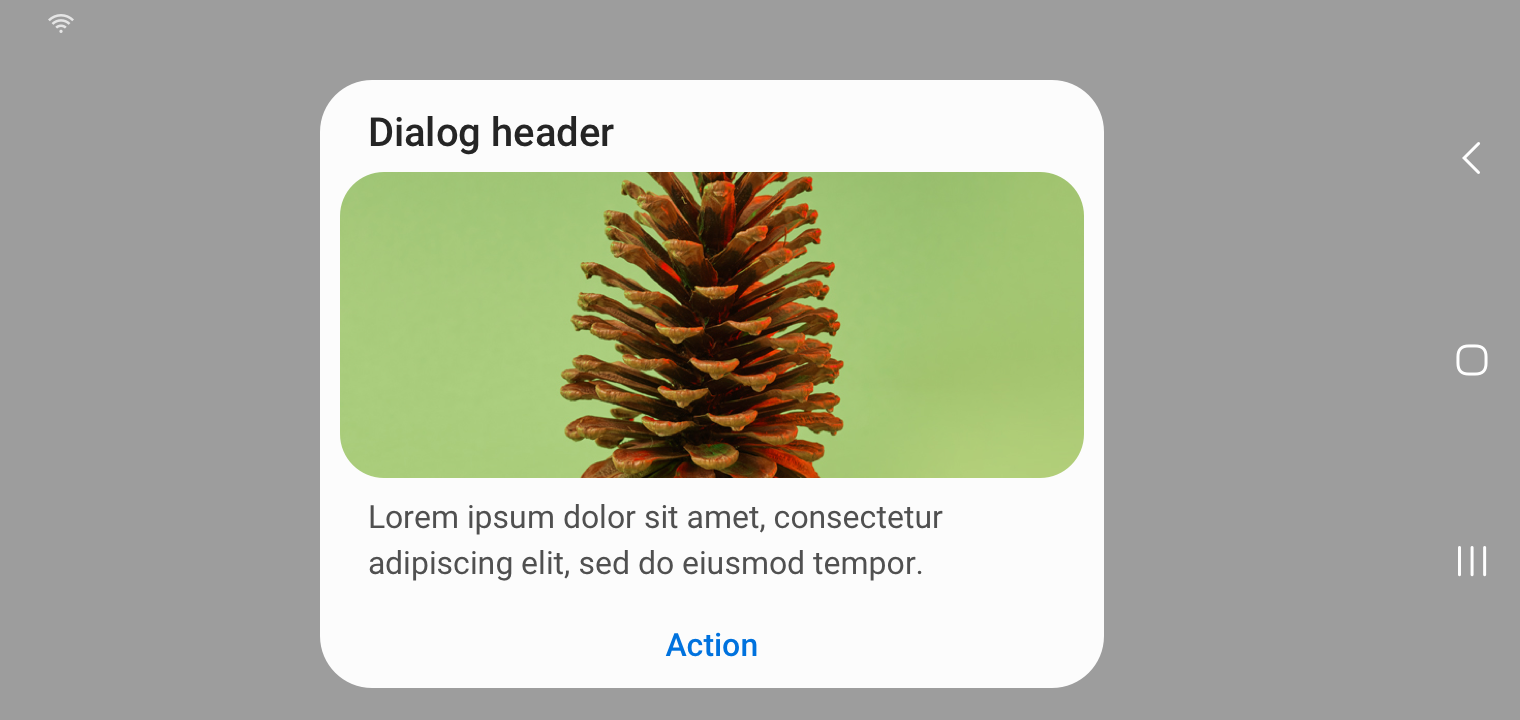 Dialog header
Lorem ipsum dolor sit amet, consectetur
adipiscing elit, sed do eiusmod tempor.
Action